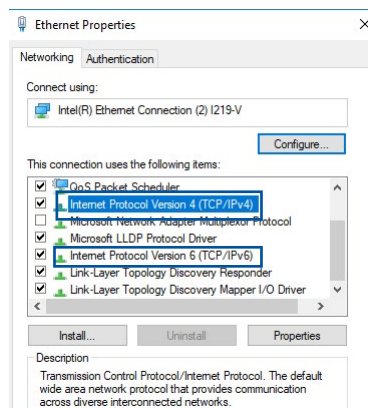 Ethernet Properties
Networking Authentication
Connect using:
Intel(R) Ethernet Connection (2) I219-V
Configure...
This connection uses the following items:
QoS Packet Scheduler
Internet Protocol Version 4 (TCP/IPv4)
Microsoft Network Adapter Multiplexor Protocol
Microsoft LLDP Protocol Driver
Internet Protocol Version 6 (TCP/IPv6)
Link-Layer Topology Discovery Responder
Link-Layer Topology Discovery Mapper I/O Driver
Install... Uninstall Properties
Description
Transmission Control Protocol/Internet Protocol. The default
wide area network protocol that provides communication
across diverse interconnected networks.